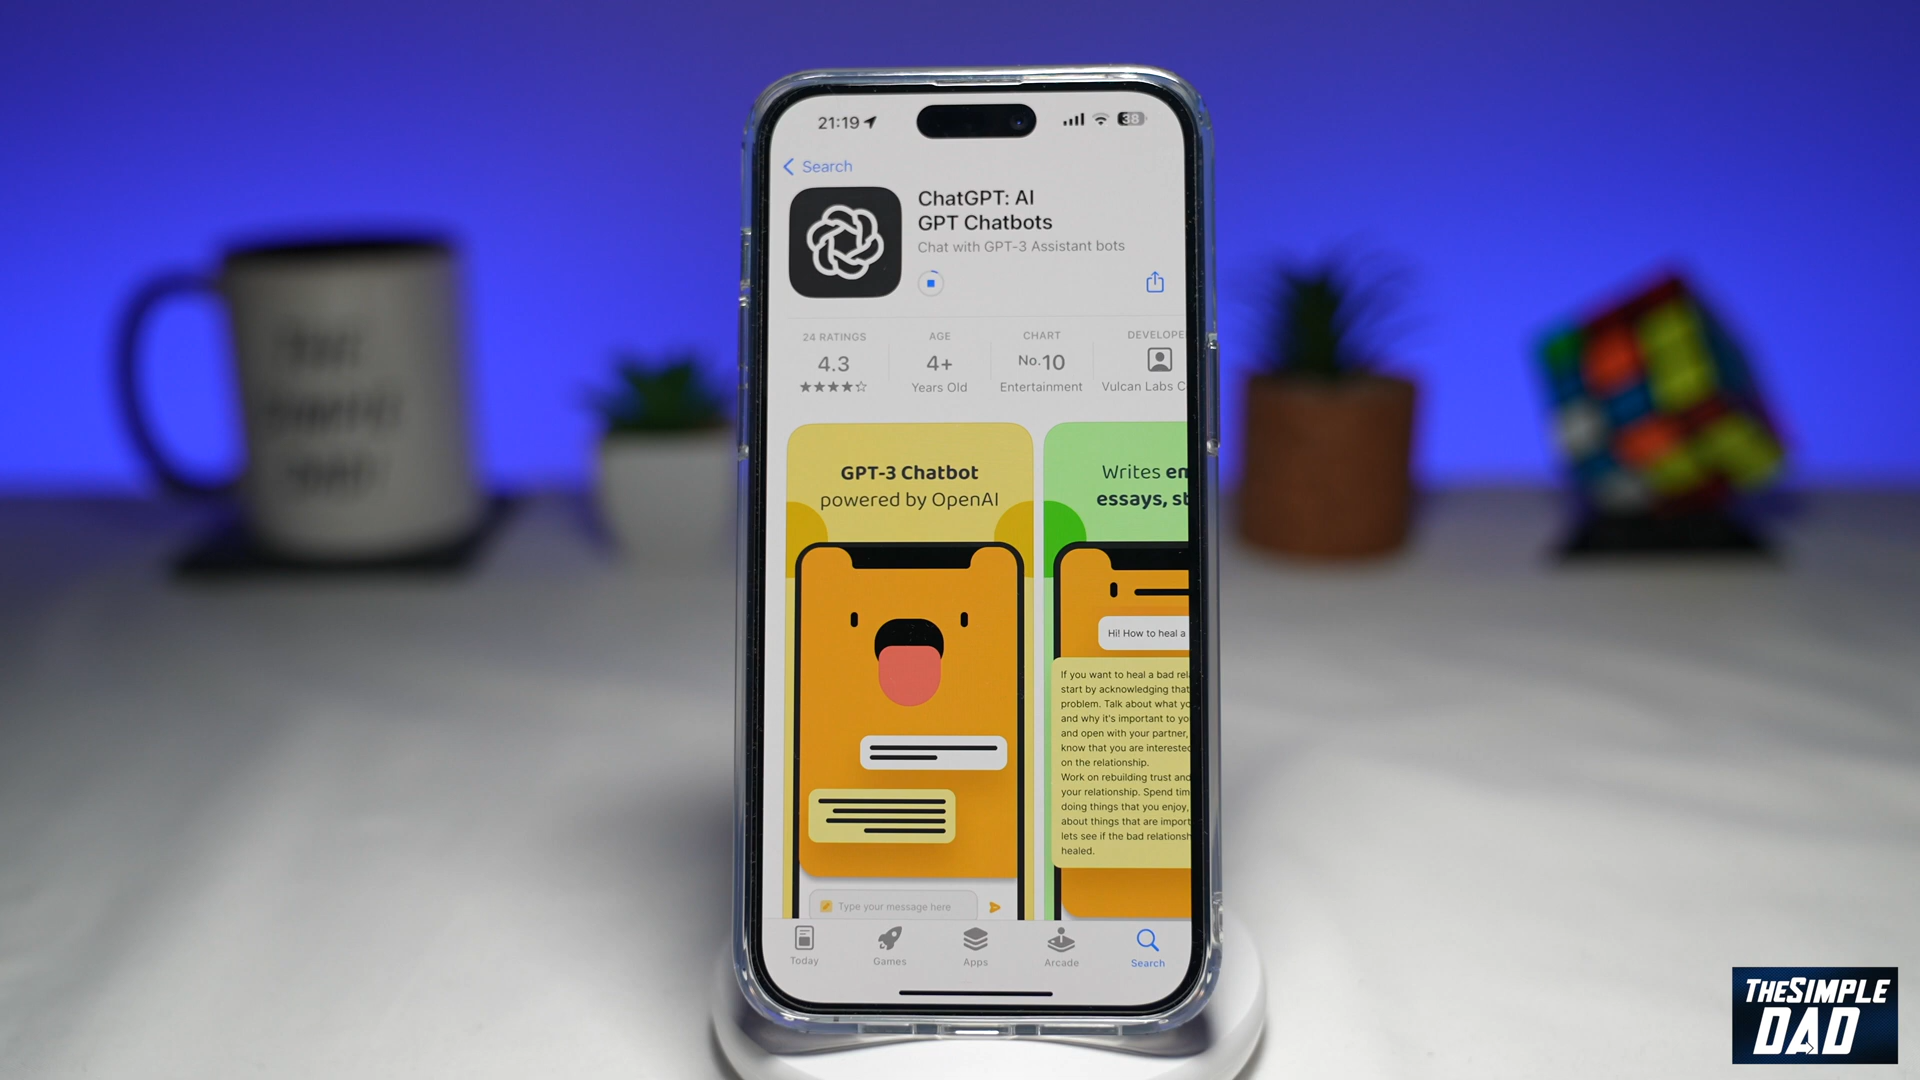 21:19
38
Search
ChatGPT: AI
GPT Chatbots
Chat with GPT-3 Assistant bots
24 RATINGS
4.3
AGE
4+
Years Old
CHART
No.10
Entertainment
DEVELOPE
Vulcan Labs C
GPT-3 Chatbot
powered by OpenAI
Writes em
essays, st
Hi! How to heal a
If you want to heal a bad rel
start by acknowledging that
problem. Talk about what yo
and why it's important to yo
and open with your partner,
know that you are interested
on the relationship.
Work on rebuilding trust and
your relationship. Spend tim
doing things that you enjoy,
about things that are import
lets see if the bad relationsh
healed.
Type your message here
Today
Games
Apps
Arcade
Search
THESIMPLE
DAD